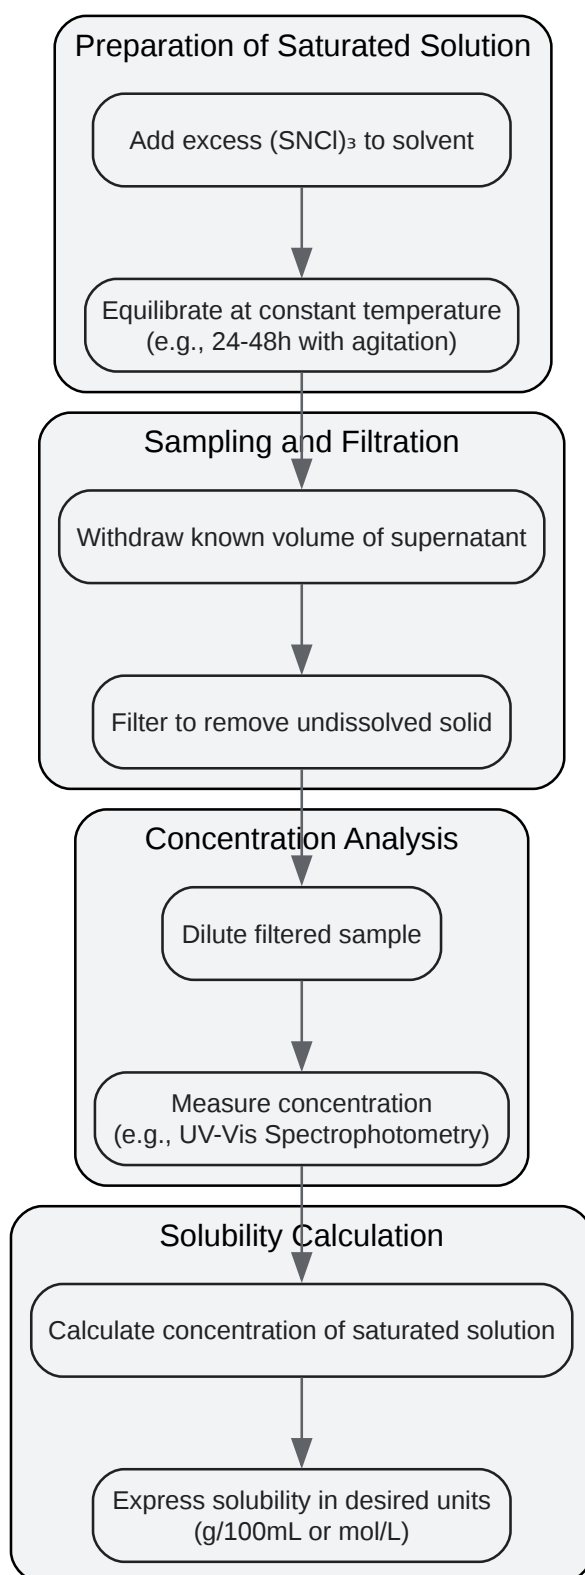 Preparation of Saturated Solution
Add excess (SNCl)₃ to solvent
Equilibrate at constant temperature
(e.g., 24-48h with agitation)
Sampling and Filtration
Withdraw known volume of supernatant
Filter to remove undissolved solid
Concentration Analysis
Dilute filtered sample
Measure concentration
(e.g., UV-Vis Spectrophotometry)
Solubility Calculation
Calculate concentration of saturated solution
Express solubility in desired units
(g/100mL or mol/L)